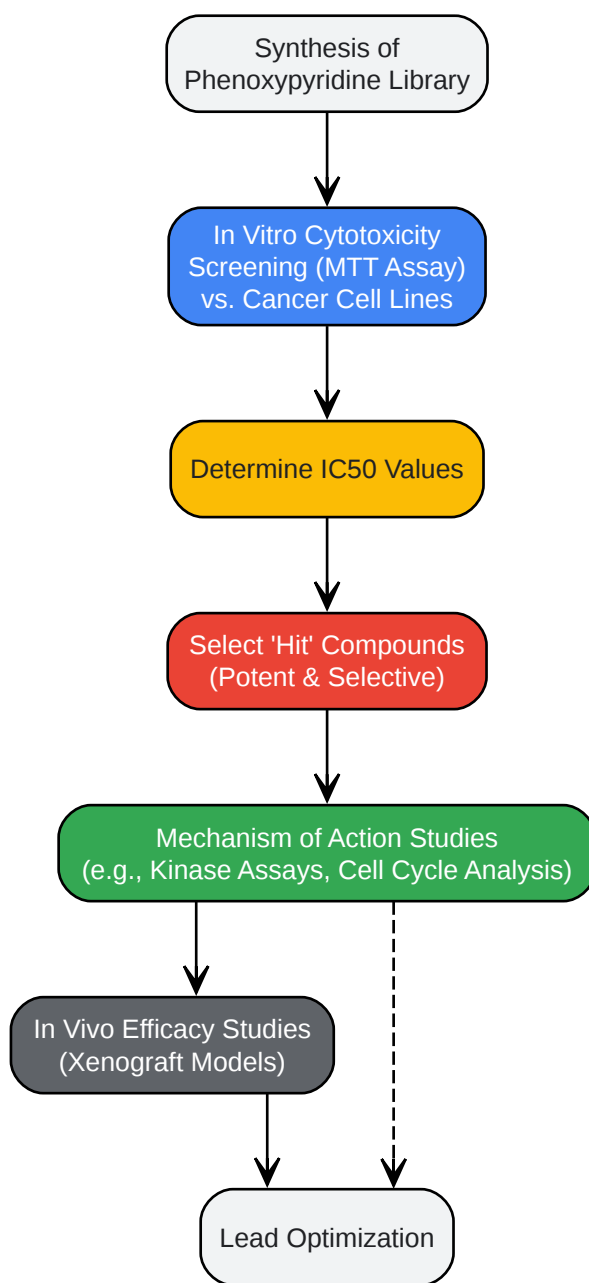 Synthesis of
Phenoxypyridine Library
In Vitro Cytotoxicity
Screening (MTT Assay)
vs. Cancer Cell Lines
Determine IC50 Values
Select 'Hit' Compounds
(Potent & Selective)
Mechanism of Action Studies
(e.g., Kinase Assays, Cell Cycle Analysis)
In Vivo Efficacy Studies
(Xenograft Models)
Lead Optimization